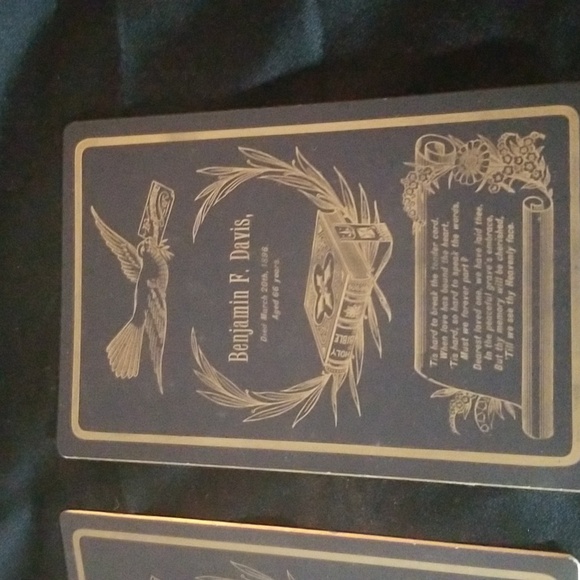 Benjamin F. Davis,
Died March 20th, 1896.
Aged 66 years.
HOLY
BIBLE
'Tis hard to break the tender cord,
When love has bound the heart,
'Tis hard, so hard to speak the words,
Must we forever part?
Dearest loved one, we have laid thee,
In the peaceful grave's embrace,
But thy memory will be cherished,
'Till we see thy Heavenly face.